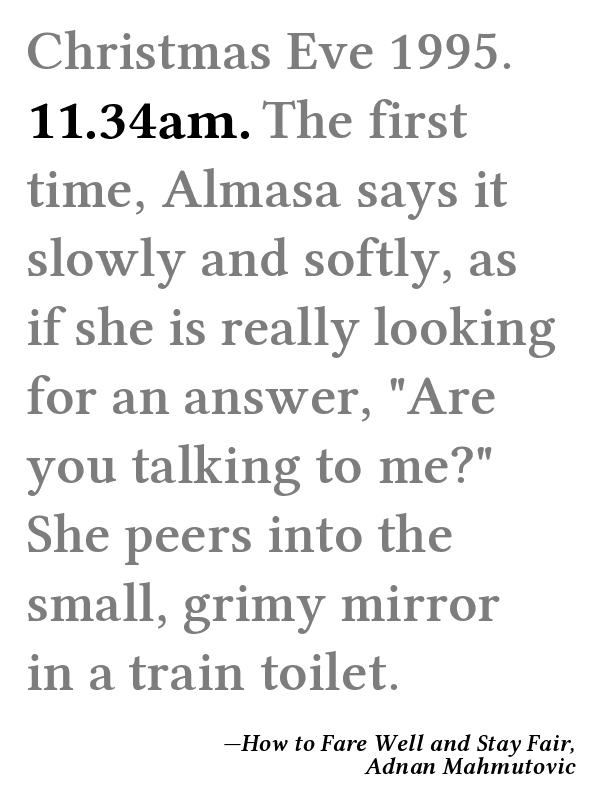 Christmas Eve 1995.
11.34am. The first
time, Almasa says it
slowly and softly, as
if she is really looking
for an answer, "Are
you talking to me?"
She peers into the
small, grimy mirror
in a train toilet.
—How to Fare Well and Stay Fair,
Adnan Mahmutovic